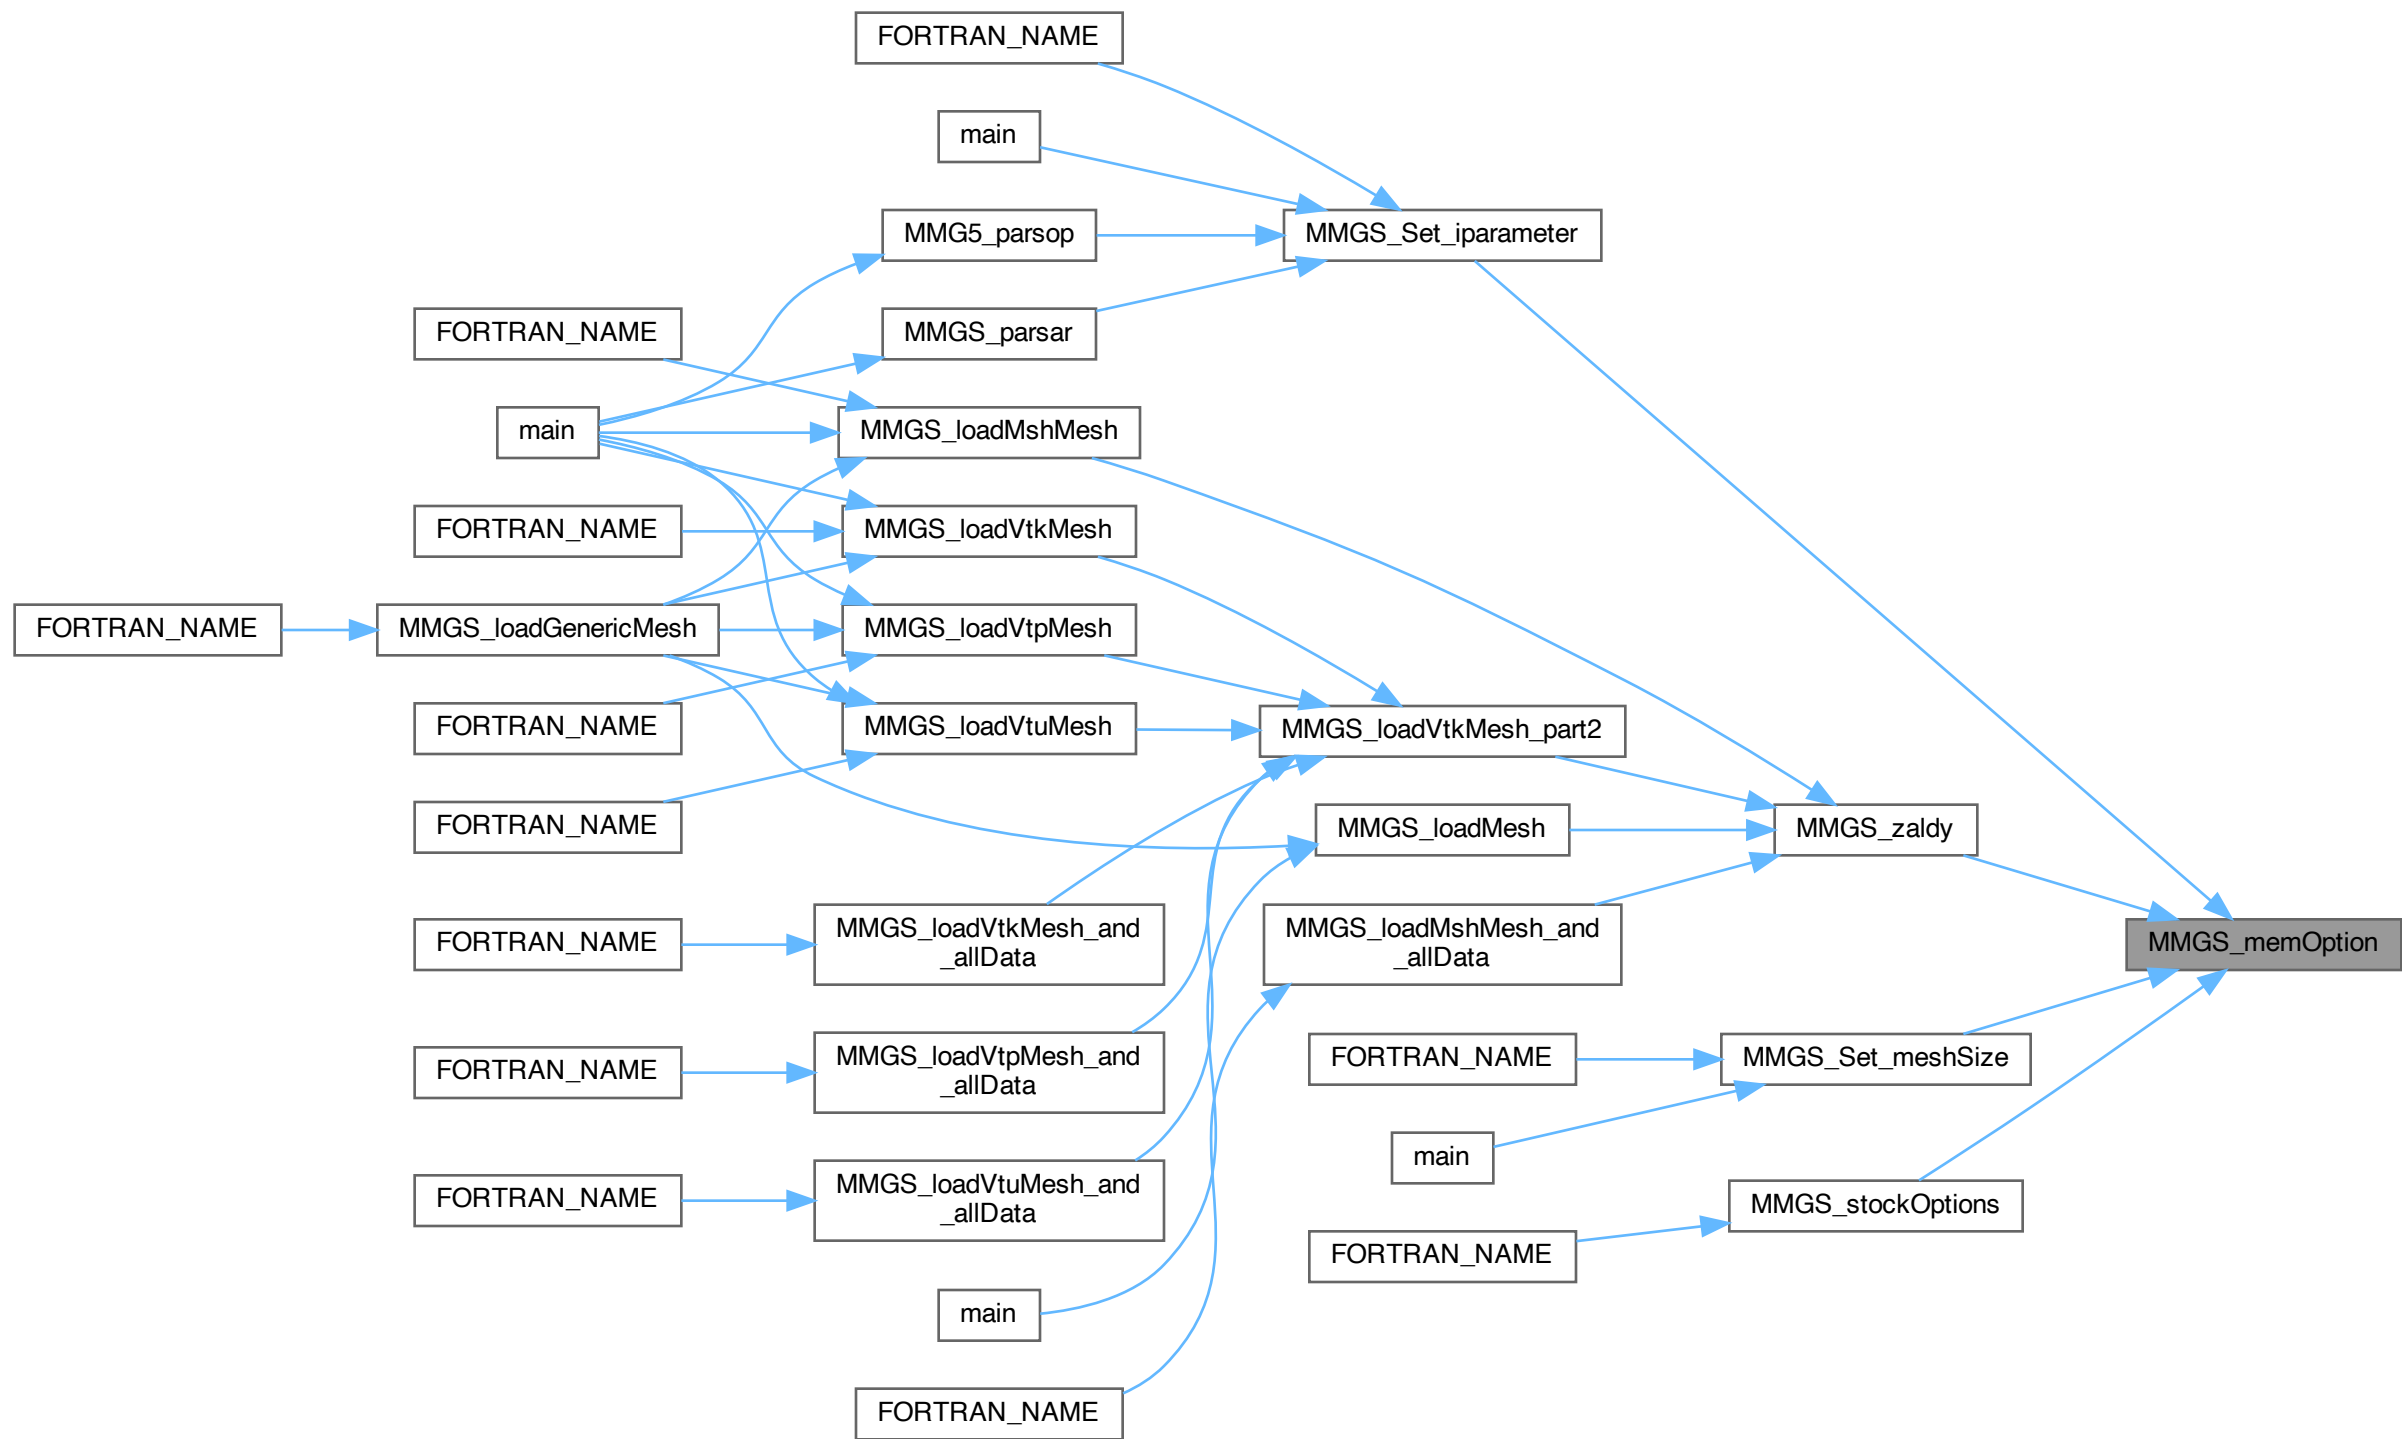 FORTRAN_NAME
main
MMG5_parsop
MMGS_Set_iparameter
FORTRAN_NAME
MMGS_parsar
main
MMGS_loadMshMesh
FORTRAN_NAME
MMGS_loadVtkMesh
FORTRAN_NAME
MMGS_loadGenericMesh
MMGS_loadVtpMesh
FORTRAN_NAME
MMGS_loadVtuMesh
MMGS_loadVtkMesh_part2
FORTRAN_NAME
MMGS_loadMesh
MMGS_zaldy
FORTRAN_NAME
MMGS_loadVtkMesh_and
_allData
MMGS_loadMshMesh_and
_allData
MMGS_memOption
FORTRAN_NAME
MMGS_loadVtpMesh_and
_allData
FORTRAN_NAME
MMGS_Set_meshSize
main
FORTRAN_NAME
MMGS_loadVtuMesh_and
_allData
MMGS_stockOptions
FORTRAN_NAME
main
FORTRAN_NAME